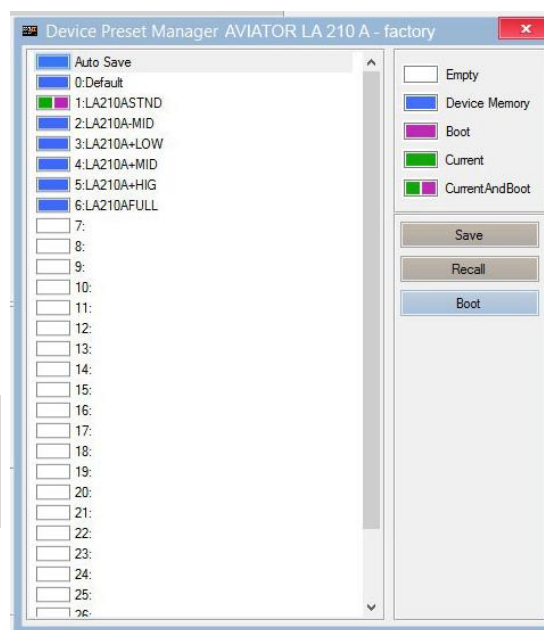 Device Preset Manager AVIATOR LA 210 A - factory
Auto Save
0:Default
1:LA210ASTND
2:LA210A-MID
3:LA210A+LOW
4:LA210A+MID
5:LA210A+HIG
6:LA210AFULL
7:
8:
9:
10:
11:
12:
13:
14:
15:
16:
17:
18:
19:
20:
21:
22:
23:
24:
25:
26:
Empty
Device Memory
Boot
Current
CurrentAndBoot
Save
Recall
Boot